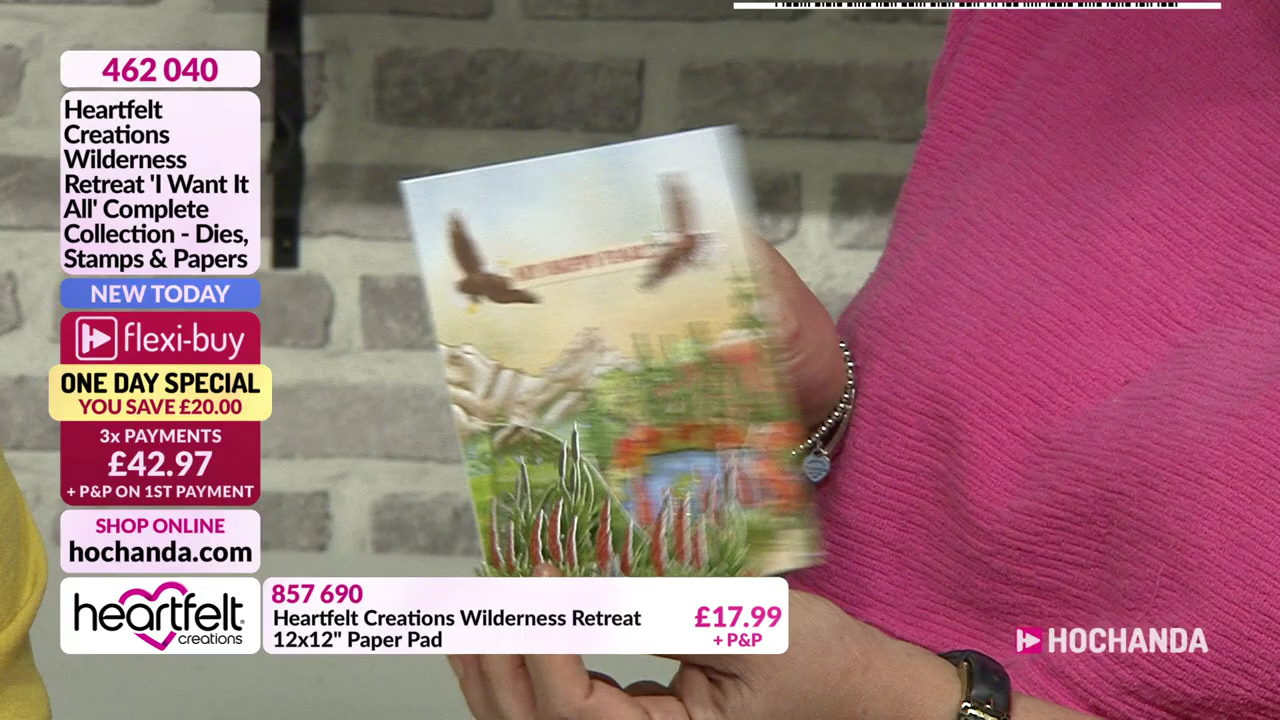 462 040
Heartfelt
Creations
Wilderness
Retreat 'I Want It
All' Complete
Collection - Dies,
Stamps & Papers
NEW TODAY
flexi-buy
ONE DAY SPECIAL
YOU SAVE £20.00
3x PAYMENTS
£42.97
+ P&P ON 1ST PAYMENT
SHOP ONLINE
hochanda.com
heartfelt
creations
857 690
Heartfelt Creations Wilderness Retreat
12x12" Paper Pad
£17.99
+ P&P
HOCHANDA